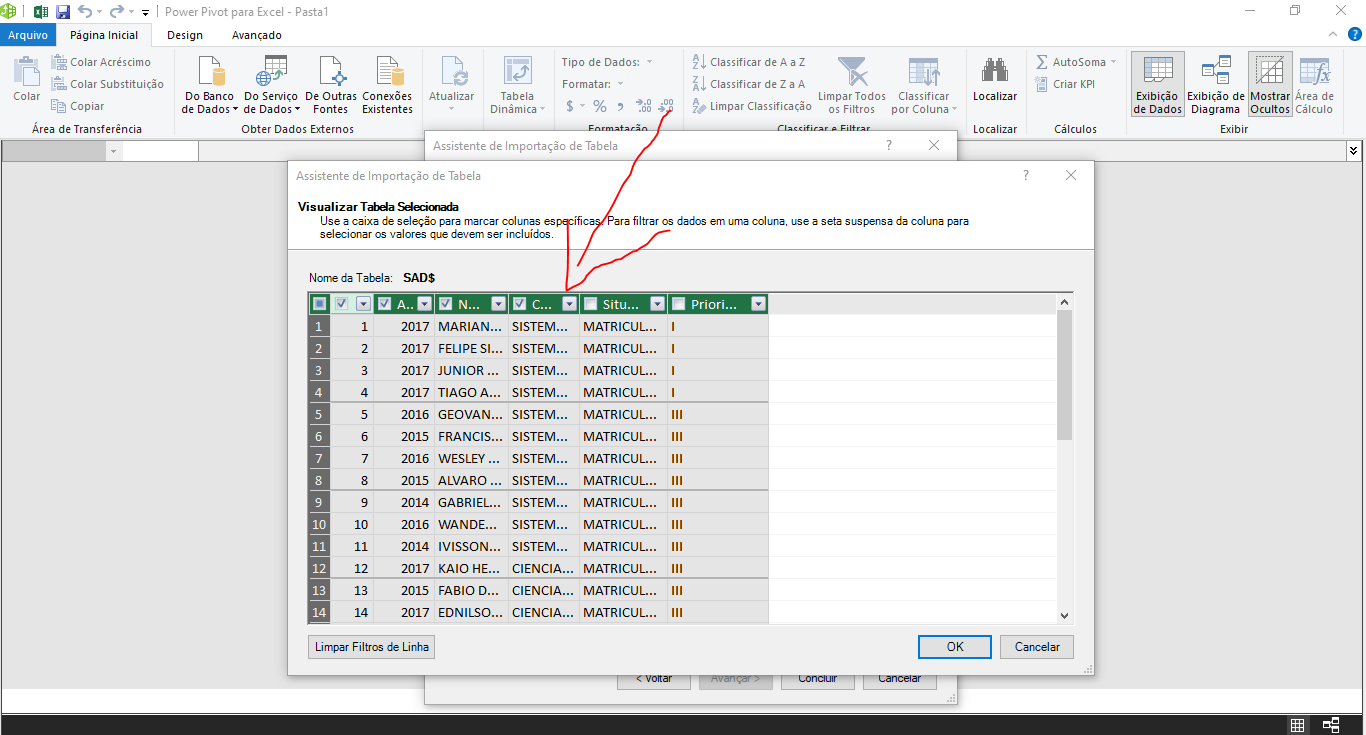 Power Pivot para Excel - Pasta1
Arquivo Página Inicial Design Avançado
Colar
Colar Acréscimo
Colar Substituição
Copiar
Área de Transferência
Do Banco de Dados
Do Serviço de Dados
De Outras Fontes
Conexões Existentes
Obter Dados Externos
Atualizar
Tabela Dinâmica
Tipo de Dados:
Formatar:
$ % ,
Formatação
Classificar de A a Z
Classificar de Z a A
Limpar Classificação
Limpar Todos os Filtros
Classificar por Coluna
Classificar e Filtrar
Localizar
Localizar
AutoSoma
Criar KPI
Cálculos
Exibição de Dados
Exibição de Diagrama
Mostrar Ocultos
Área de Cálculo
Exibir
Assistente de Importação de Tabela ?
Assistente de Importação de Tabela ?
Visualizar Tabela Selecionada
Use a caixa de seleção para marcar colunas específicas. Para filtrar os dados em uma coluna, use a seta suspensa da coluna para
selecionar os valores que devem ser incluídos.
Nome da Tabela: SAD$
A... N... C... Situ... Priori...
1 1 2017 MARIAN... SISTEM... MATRICUL... I
2 2 2017 FELIPE SI... SISTEM... MATRICUL... I
3 3 2017 JUNIOR ... SISTEM... MATRICUL... I
4 4 2017 TIAGO A... SISTEM... MATRICUL... I
5 5 2016 GEOVAN... SISTEM... MATRICUL... III
6 6 2015 FRANCIS... SISTEM... MATRICUL... III
7 7 2016 WESLEY ... SISTEM... MATRICUL... III
8 8 2015 ALVARO ... SISTEM... MATRICUL... III
9 9 2014 GABRIEL... SISTEM... MATRICUL... III
10 10 2016 WANDE... SISTEM... MATRICUL... III
11 11 2014 IVISSON... SISTEM... MATRICUL... III
12 12 2017 KAIO HE... CIENCIA... MATRICUL... III
13 13 2015 FABIO D... CIENCIA... MATRICUL... III
14 14 2017 EDNILSO... CIENCIA... MATRICUL... III
Limpar Filtros de Linha OK Cancelar
< Voltar Avançar > Concluir Cancelar